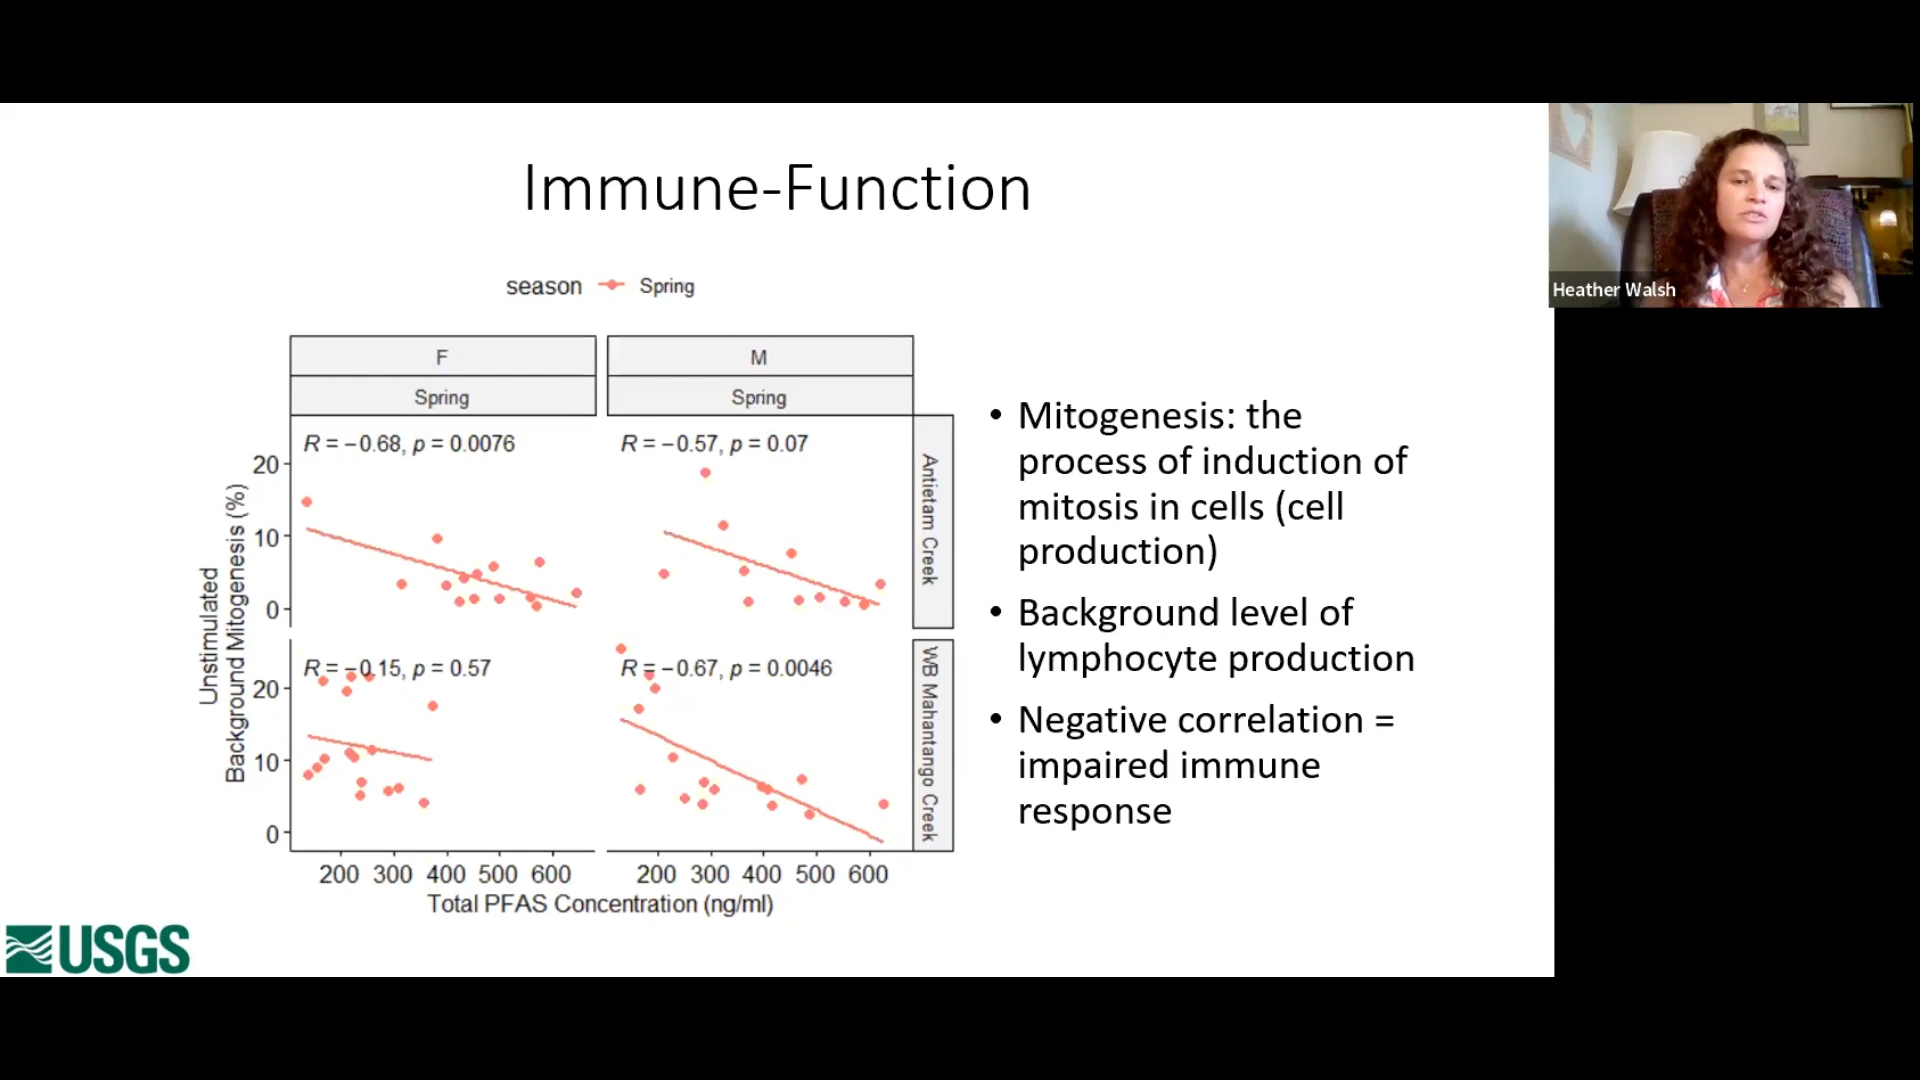 Immune-Function
Heather Walsh
season Spring
F
M
Spring
Spring
R = −0.68, p = 0.0076
R = −0.57, p = 0.07
Antietam Creek
20
10
0
R = −0.15, p = 0.57
R = −0.67, p = 0.0046
WB Mahantango Creek
20
10
0
Unstimulated
Background Mitogenesis (%)
200 300 400 500 600
200 300 400 500 600
Total PFAS Concentration (ng/ml)
• Mitogenesis: the
process of induction of
mitosis in cells (cell
production)
• Background level of
lymphocyte production
• Negative correlation =
impaired immune
response
USGS